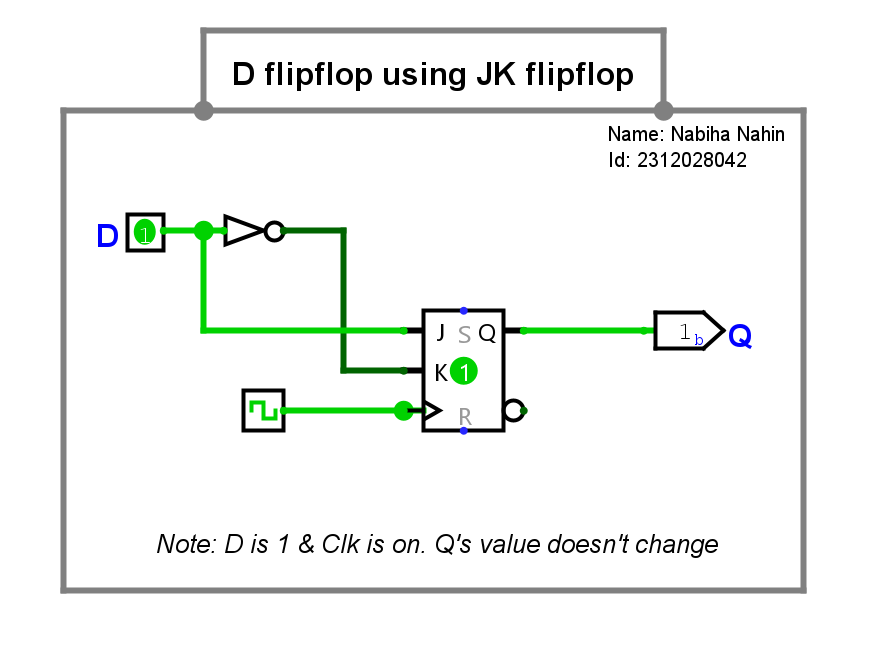 D flipflop using JK flipflop
Name: Nabiha Nahin
Id: 2312028042
D 1
J S Q
1 b Q
K 1
R
Note: D is 1 & Clk is on. Q's value doesn't change